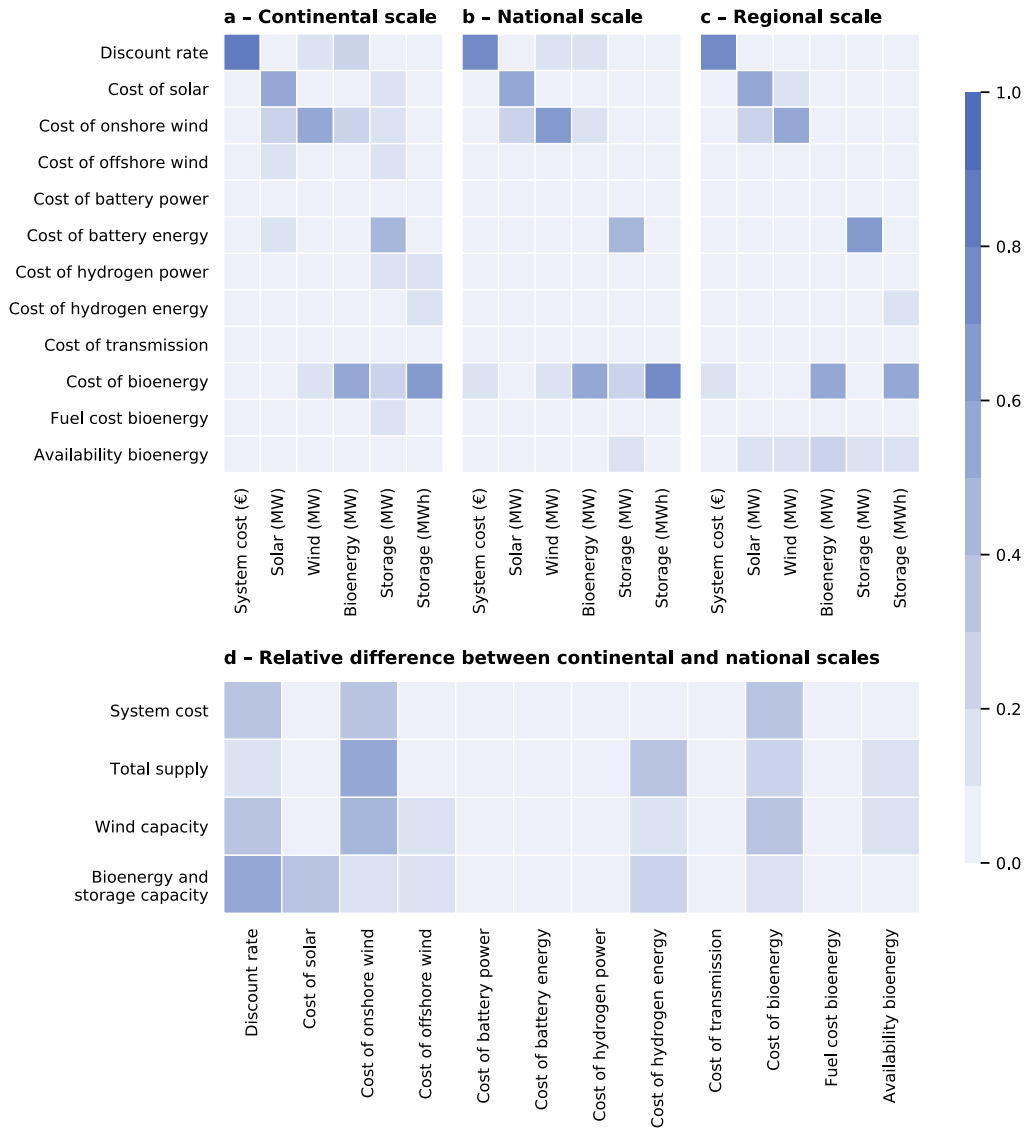 a – Continental scale
b – National scale
c – Regional scale
Discount rate
Cost of solar
Cost of onshore wind
Cost of offshore wind
Cost of battery power
Cost of battery energy
Cost of hydrogen power
Cost of hydrogen energy
Cost of transmission
Cost of bioenergy
Fuel cost bioenergy
Availability bioenergy
System cost (€)
Solar (MW)
Wind (MW)
Bioenergy (MW)
Storage (MW)
Storage (MWh)
System cost (€)
Solar (MW)
Wind (MW)
Bioenergy (MW)
Storage (MW)
Storage (MWh)
System cost (€)
Solar (MW)
Wind (MW)
Bioenergy (MW)
Storage (MW)
Storage (MWh)
1.0
0.8
0.6
0.4
0.2
0.0
d – Relative difference between continental and national scales
System cost
Total supply
Wind capacity
Bioenergy and
storage capacity
Discount rate
Cost of solar
Cost of onshore wind
Cost of offshore wind
Cost of battery power
Cost of battery energy
Cost of hydrogen power
Cost of hydrogen energy
Cost of transmission
Cost of bioenergy
Fuel cost bioenergy
Availability bioenergy